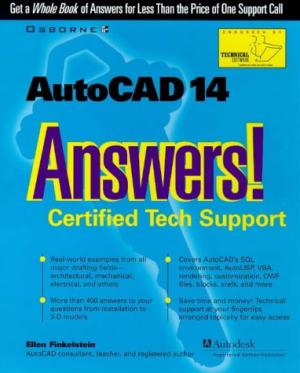 Get a Whole Book of Answers for Less Than the Price of One Support Call
OSBORNE
ENDORSED BY
TECHNICAL
SOFTWARE
AutoCAD 14
Answers!
Certified Tech Support
Real-world examples from all
major drafting fields—
architectural, mechanical,
electrical, and others
More than 400 answers to your
questions from installation to
3-D models
Covers AutoCAD's SQL
environment, AutoLISP, VBA,
rendering, customization, DWF
files, blocks, xrefs, and more
Save time and money! Technical
support at your fingertips
arranged topically for easy access
Ellen Finkelstein
AutoCAD consultant, teacher, and registered author
Autodesk
Registered Author/Publisher